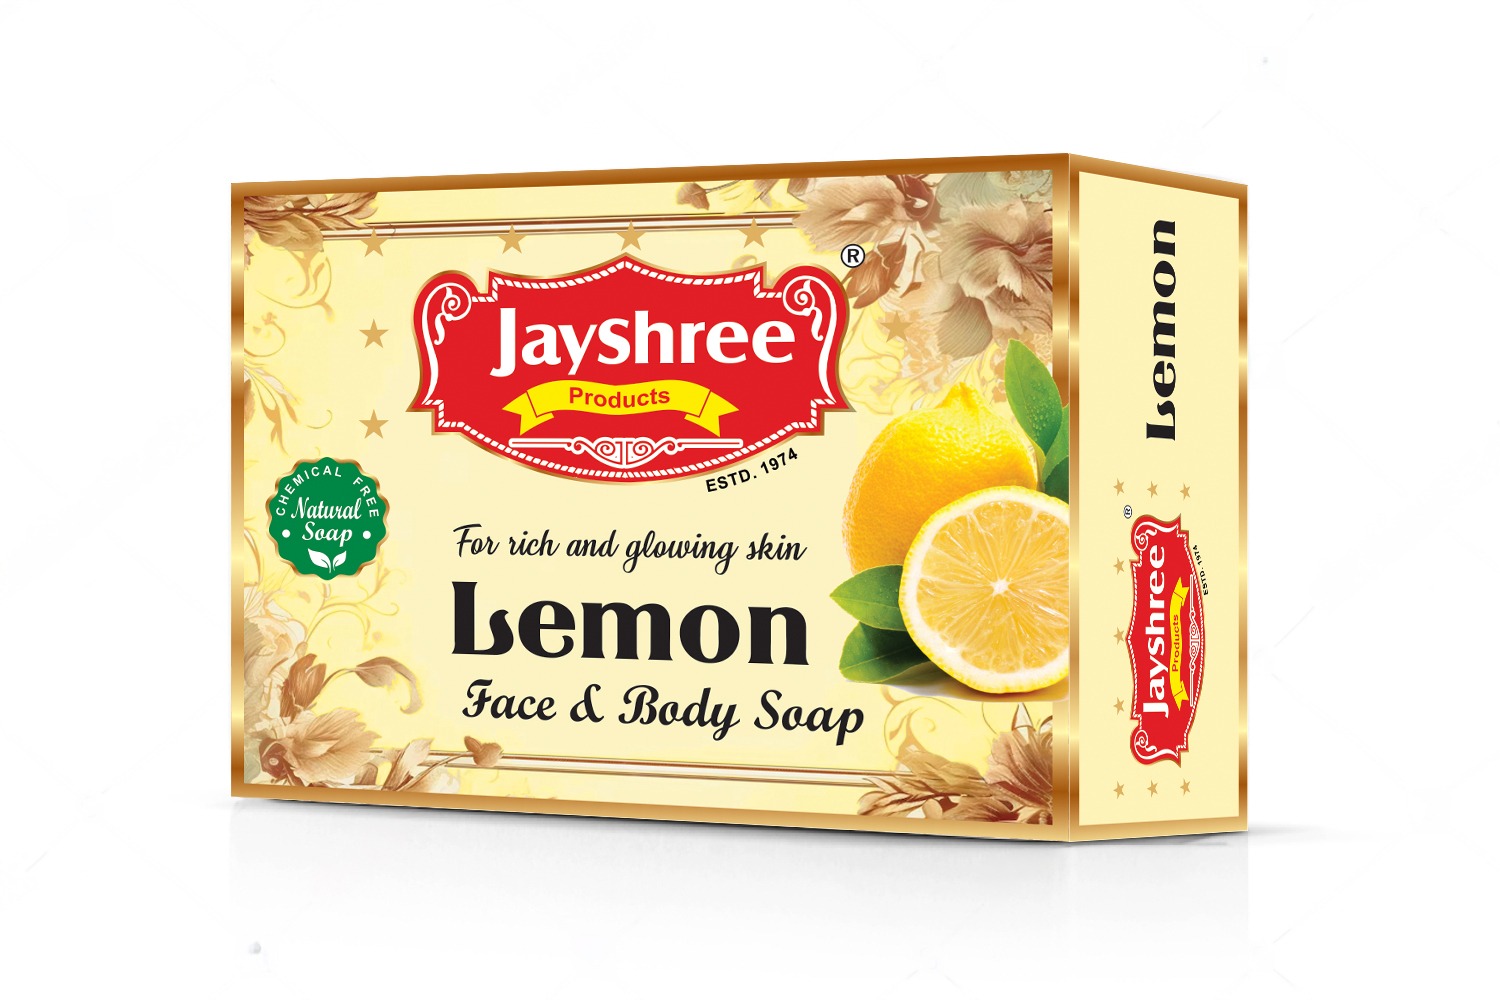 Jayshree
®
Products
ESTD. 1974
CHEMICAL FREE
Natural
Soap
For rich and glowing skin
Lemon
Face & Body Soap
Lemon
®
Jayshree
Products
ESTD. 1974